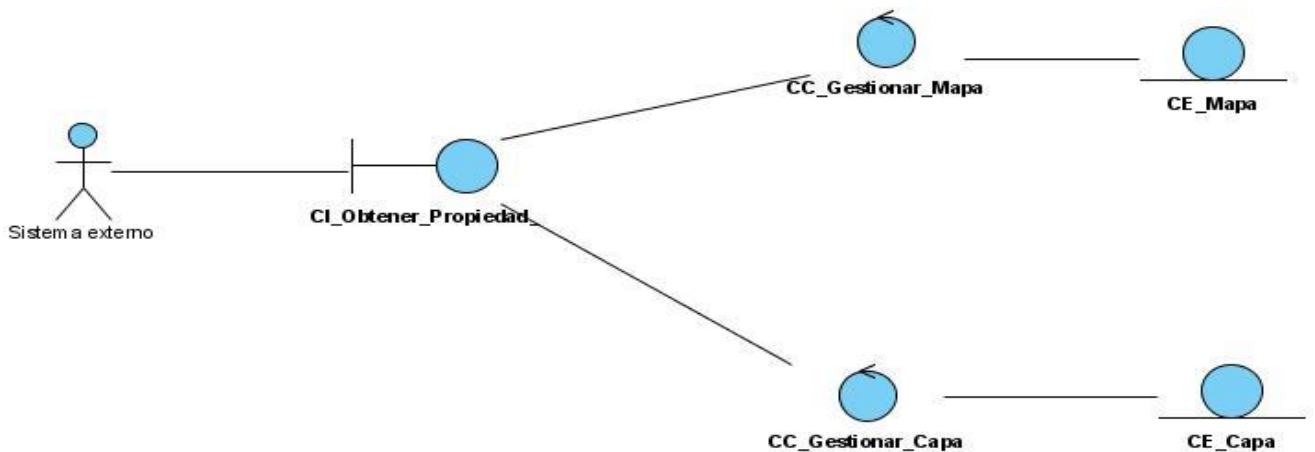 CC_Gestionar_Mapa
CE_Mapa
CI_Obtener_Propiedad_
Sistema externo
CC_Gestionar_Capa
CE_Capa